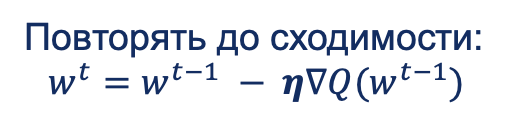 Повторять до сходимости:
𝑤ᵗ = 𝑤ᵗ⁻¹ − 𝜼∇𝑄(𝑤ᵗ⁻¹)